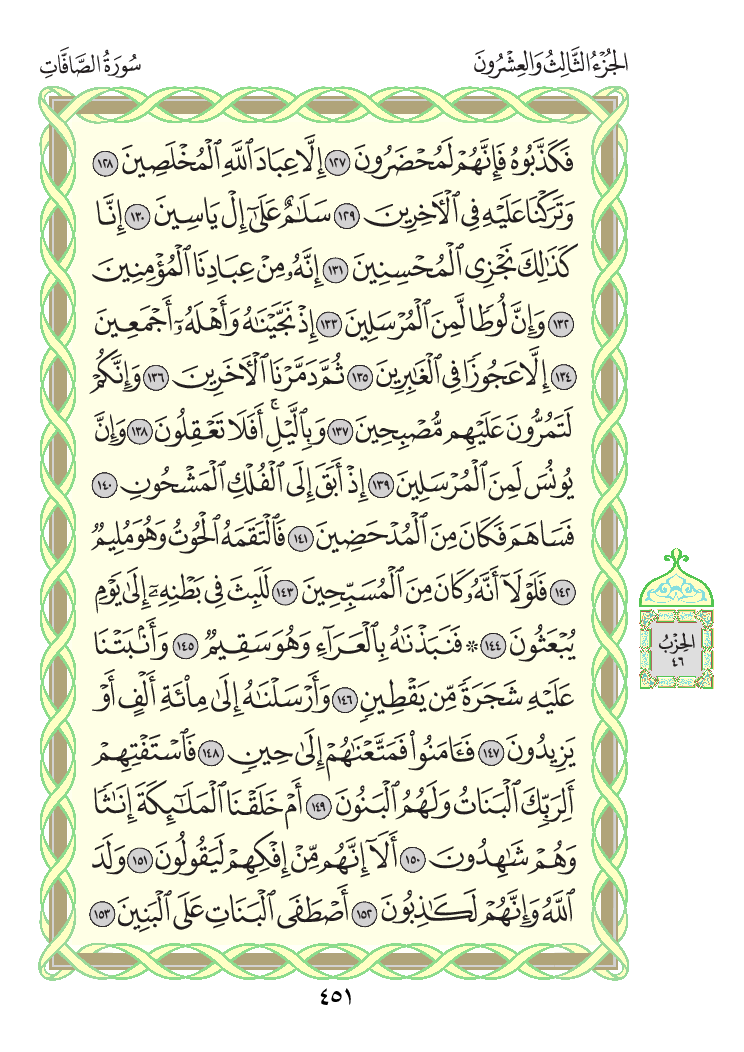 الجُزْءُ الثَّالِثُ وَالعِشْرُونَ
سُورَةُ الصَّافَّاتِ
فَكَذَّبُوهُ فَإِنَّهُمْ لَمُحْضَرُونَ ١٢٧ إِلَّا عِبَادَ ٱللَّهِ ٱلْمُخْلَصِينَ ١٢٨
وَتَرَكْنَا عَلَيْهِ فِي ٱلْأَخِرِينَ ١٢٩ سَلَٰمٌ عَلَىٰٓ إِلْ يَاسِينَ ١٣٠ إِنَّا
كَذَٰلِكَ نَجْزِي ٱلْمُحْسِنِينَ ١٣١ إِنَّهُۥ مِنْ عِبَادِنَا ٱلْمُؤْمِنِينَ
١٣٢ وَإِنَّ لُوطًا لَّمِنَ ٱلْمُرْسَلِينَ ١٣٣ إِذْ نَجَّيْنَٰهُ وَأَهْلَهُۥٓ أَجْمَعِينَ
١٣٤ إِلَّا عَجُوزًا فِي ٱلْغَٰبِرِينَ ١٣٥ ثُمَّ دَمَّرْنَا ٱلْأَخَرِينَ ١٣٦ وَإِنَّكُمْ
لَتَمُرُّونَ عَلَيْهِم مُّصْبِحِينَ ١٣٧ وَبِٱلَّيْلِۚ أَفَلَا تَعْقِلُونَ ١٣٨ وَإِنَّ
يُونُسَ لَمِنَ ٱلْمُرْسَلِينَ ١٣٩ إِذْ أَبَقَ إِلَى ٱلْفُلْكِ ٱلْمَشْحُونِ ١٤٠
فَسَاهَمَ فَكَانَ مِنَ ٱلْمُدْحَضِينَ ١٤١ فَٱلْتَقَمَهُ ٱلْحُوتُ وَهُوَ مُلِيمٌ
١٤٢ فَلَوْلَآ أَنَّهُۥ كَانَ مِنَ ٱلْمُسَبِّحِينَ ١٤٣ لَلَبِثَ فِي بَطْنِهِۦٓ إِلَىٰ يَوْمِ
يُبْعَثُونَ ١٤٤ ۞ فَنَبَذْنَٰهُ بِٱلْعَرَآءِ وَهُوَ سَقِيمٌ ١٤٥ وَأَنۢبَتْنَا
عَلَيْهِ شَجَرَةً مِّن يَقْطِينٍ ١٤٦ وَأَرْسَلْنَٰهُ إِلَىٰ مِا۟ئَةِ أَلْفٍ أَوْ
يَزِيدُونَ ١٤٧ فَـَٔامَنُوا۟ فَمَتَّعْنَٰهُمْ إِلَىٰ حِينٍ ١٤٨ فَٱسْتَفْتِهِمْ
أَلِرَبِّكَ ٱلْبَنَاتُ وَلَهُمُ ٱلْبَنُونَ ١٤٩ أَمْ خَلَقْنَا ٱلْمَلَٰٓئِكَةَ إِنَٰثًا
وَهُمْ شَٰهِدُونَ ١٥٠ أَلَآ إِنَّهُم مِّنْ إِفْكِهِمْ لَيَقُولُونَ ١٥١ وَلَدَ
ٱللَّهُ وَإِنَّهُمْ لَكَٰذِبُونَ ١٥٢ أَصْطَفَى ٱلْبَنَاتِ عَلَى ٱلْبَنِينَ ١٥٣
الحِزْبُ
٤٦
٤٥١